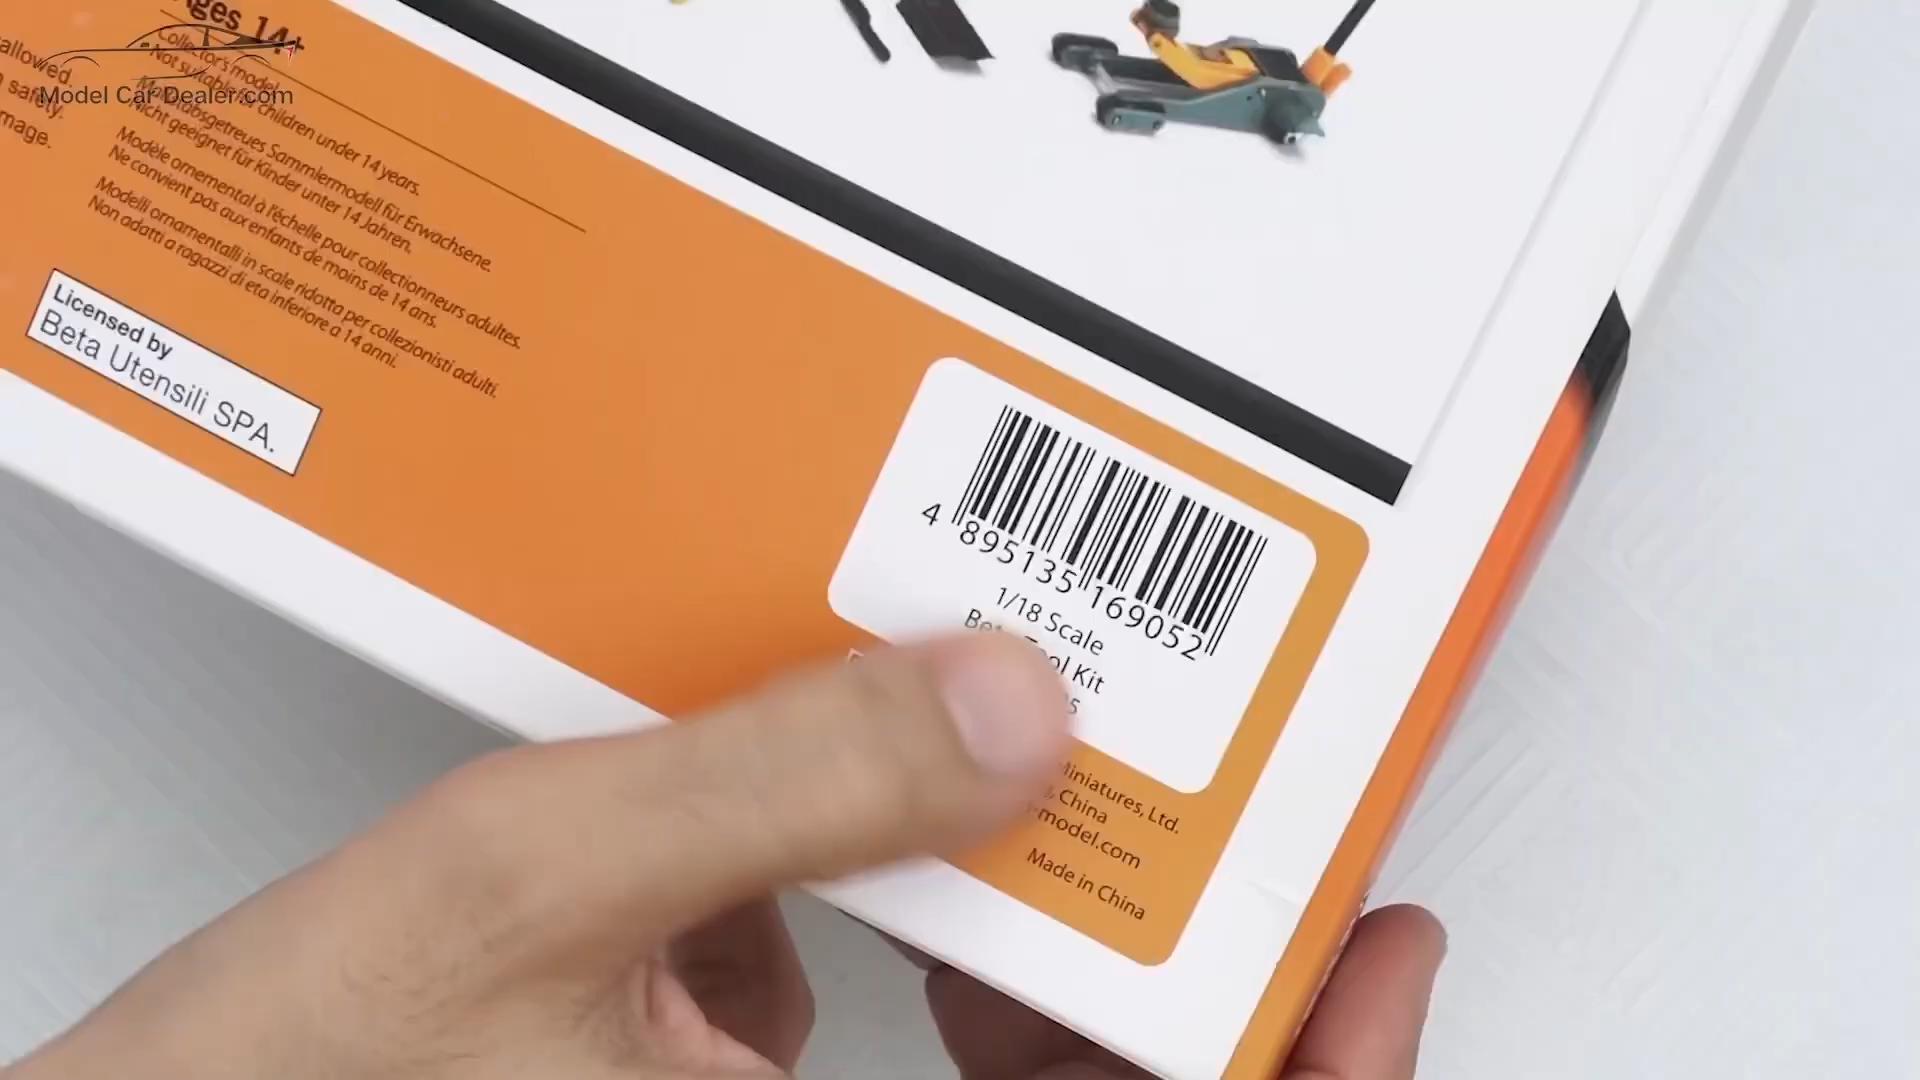 Ages 14+
Model Car Dealer.com
allowed.
safety.
mage.
Collector's model.
Not suitable for children under 14 years.
Maßstabsgetreues Sammlermodell für Erwachsene.
Nicht geeignet für Kinder unter 14 Jahren.
Modèle ornemental à l'échelle pour collectionneurs adultes.
Ne convient pas aux enfants de moins de 14 ans.
Modelli ornamentalli in scale ridotta per collezionisti adulti.
Non adatti a ragazzi di eta inferiore a 14 anni.
Licensed by
Beta Utensili SPA.
4 895135 169052
1/18 Scale
Kit
Miniatures, Ltd.
China
-model.com
Made in China